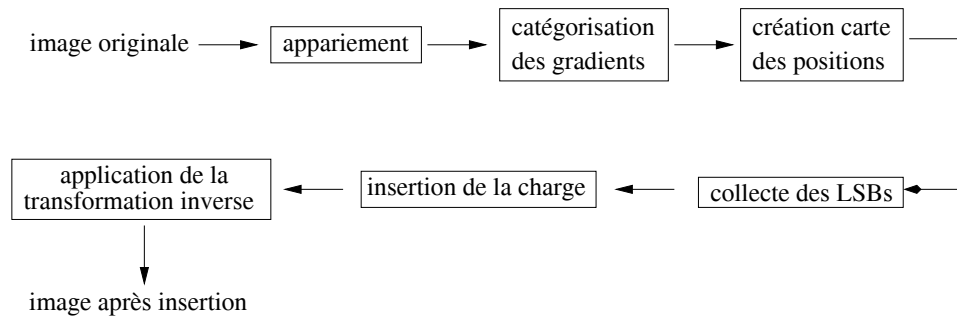 image originale
appariement
catégorisation
des gradients
création carte
des positions
collecte des LSBs
insertion de la charge
application de la
transformation inverse
image après insertion